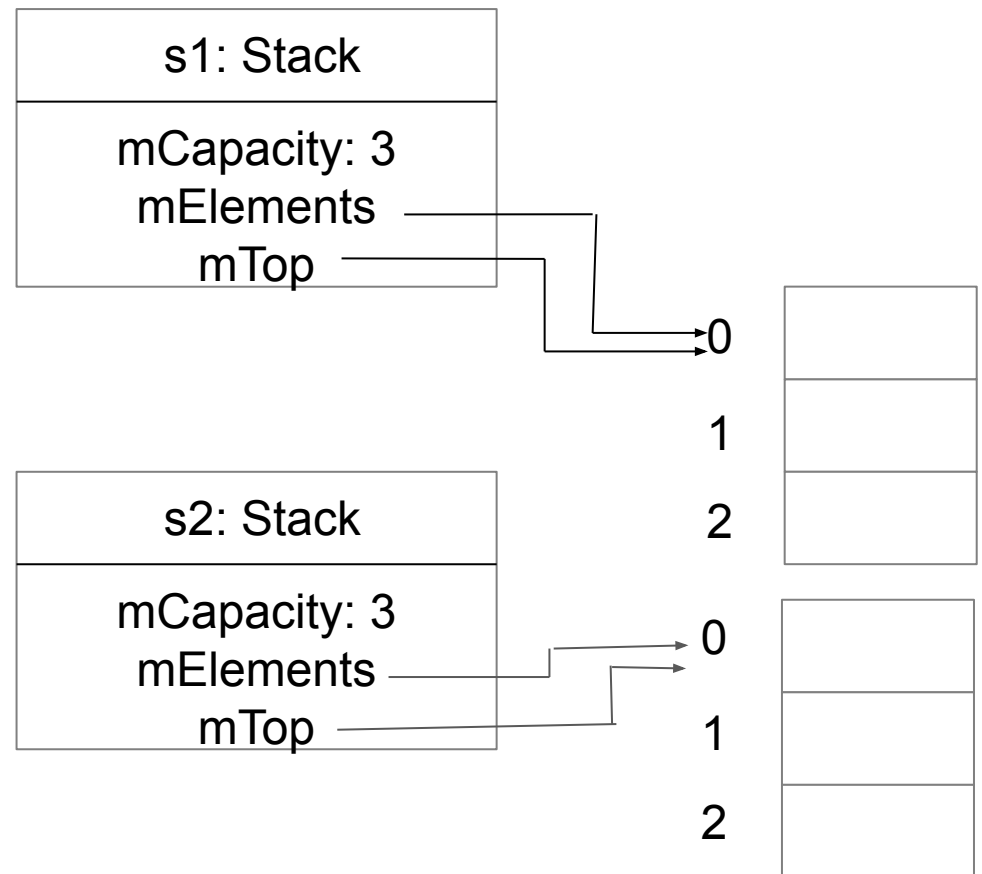 s1: Stack
mCapacity: 3
mElements
mTop
0
1
2
s2: Stack
mCapacity: 3
mElements
mTop
0
1
2